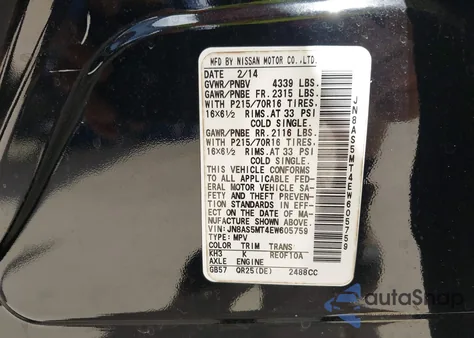 MFD BY NISSAN MOTOR CO.,LTD.
DATE 2/14
GVWR/PNBV 4339 LBS.
GAWR/PNBE FR. 2315 LBS.
WITH P215/70R16 TIRES.
16×6½ RIMS.AT 33 PSI
COLD SINGLE.
GAWR/PNBE RR. 2116 LBS.
WITH P215/70R16 TIRES.
16×6½ RIMS.AT 33 PSI
COLD SINGLE.
THIS VEHICLE CONFORMS
TO ALL APPLICABLE FED-
ERAL MOTOR VEHICLE SA-
FETY AND THEFT PREVEN-
TION STANDARDS IN EFF-
ECT ON THE DATE OF MA-
NUFACTURE SHOWN ABOVE.
VIN: JN8AS5MT4EW605759
TYPE: MPV
COLOR TRIM TRANS
KH3 K RE0F10A
AXLE ENGINE
GB57 QR25(DE) 2488CC
JN8AS5MT4EW605759
autoSnap